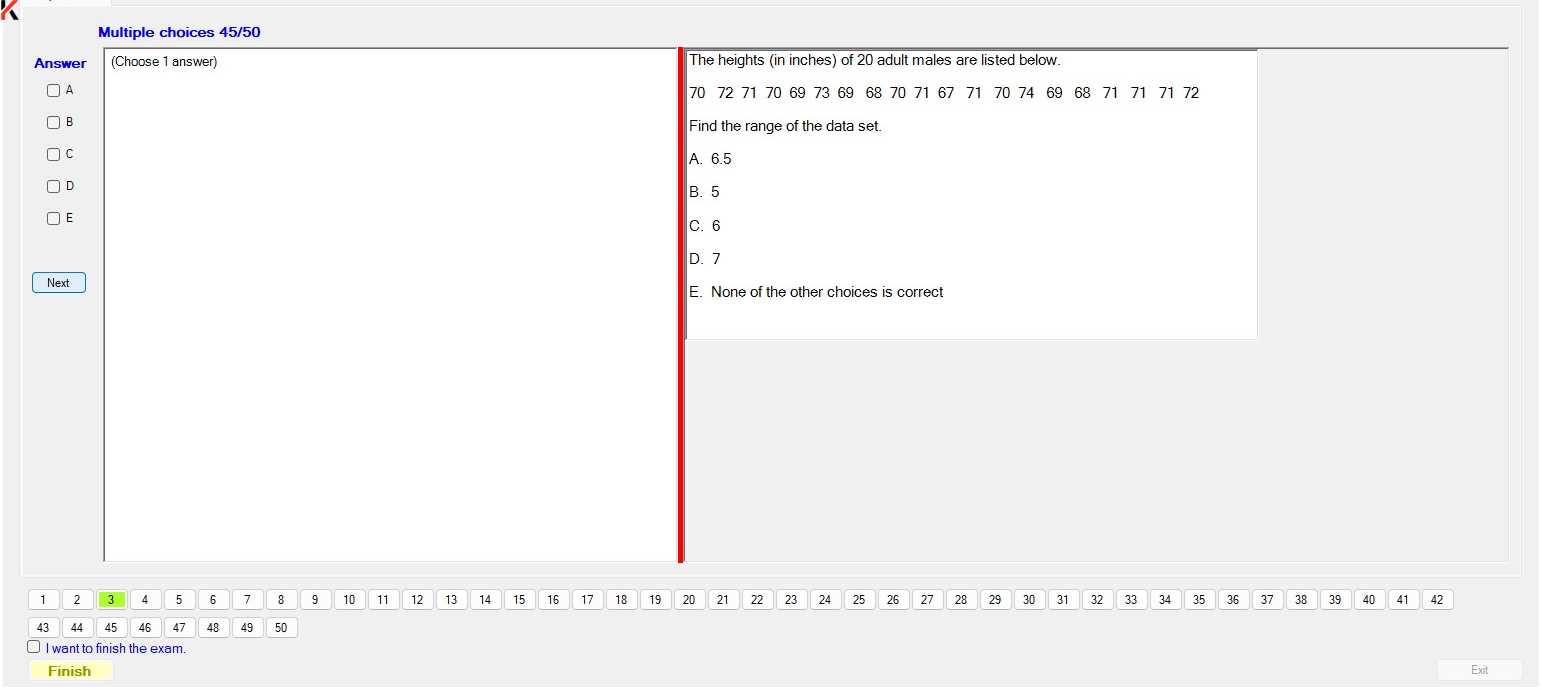 Multiple choices 45/50
Answer
(Choose 1 answer)
A
B
C
D
E
Next
The heights (in inches) of 20 adult males are listed below.
70 72 71 70 69 73 69 68 70 71 67 71 70 74 69 68 71 71 71 72
Find the range of the data set.
A. 6.5
B. 5
C. 6
D. 7
E. None of the other choices is correct
1 2 3 4 5 6 7 8 9 10 11 12 13 14 15 16 17 18 19 20 21 22 23 24 25 26 27 28 29 30 31 32 33 34 35 36 37 38 39 40 41 42
43 44 45 46 47 48 49 50
I want to finish the exam.
Finish
Exit